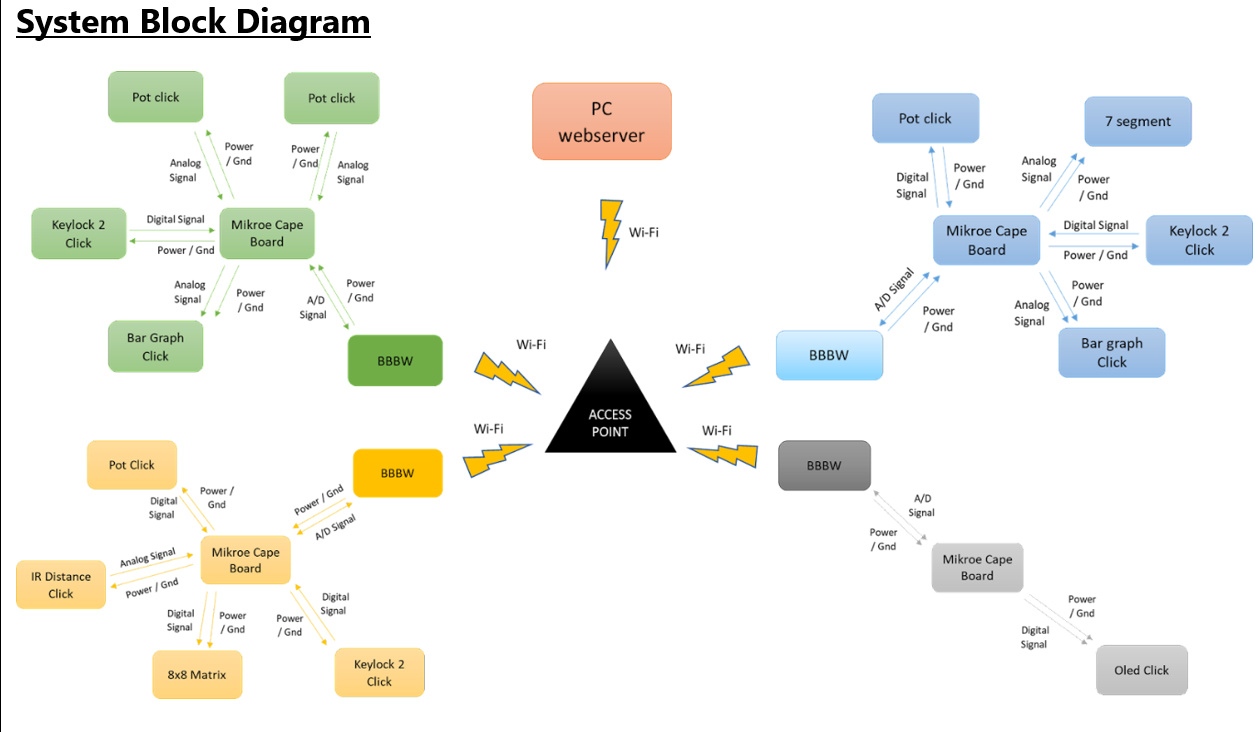 System Block Diagram
Pot click
Pot click
Analog
Signal
Power
/ Gnd
Power
/ Gnd
Analog
Signal
Keylock 2
Click
Digital Signal
Power / Gnd
Mikroe Cape
Board
Analog
Signal
Power
/ Gnd
Bar Graph
Click
A/D
Signal
Power
/ Gnd
BBBW
PC
webserver
Wi-Fi
Wi-Fi
Wi-Fi
Wi-Fi
Wi-Fi
ACCESS
POINT
Pot click
7 segment
Digital
Signal
Power
/ Gnd
Analog
Signal
Power
/ Gnd
Mikroe Cape
Board
Digital Signal
Power / Gnd
Keylock 2
Click
A/D Signal
Power
/ Gnd
Analog
Signal
Power
/ Gnd
Bar graph
Click
BBBW
Pot Click
Digital
Signal
Power /
Gnd
BBBW
Power / Gnd
A/D Signal
Mikroe Cape
Board
IR Distance
Click
Analog Signal
Power / Gnd
Digital
Signal
Power
/ Gnd
8x8 Matrix
Power
/ Gnd
Digital
Signal
Keylock 2
Click
BBBW
A/D
Signal
Power
/ Gnd
Mikroe Cape
Board
Power
/ Gnd
Digital
Signal
Oled Click